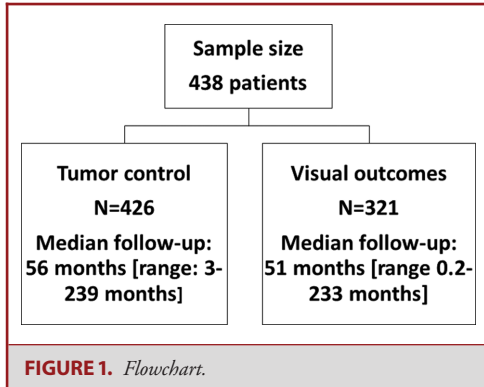 Sample size
438 patients
Tumor control
N=426
Median follow-up:
56 months [range: 3-
239 months]
Visual outcomes
N=321
Median follow-up:
51 months [range 0.2-
233 months]
FIGURE 1. Flowchart.